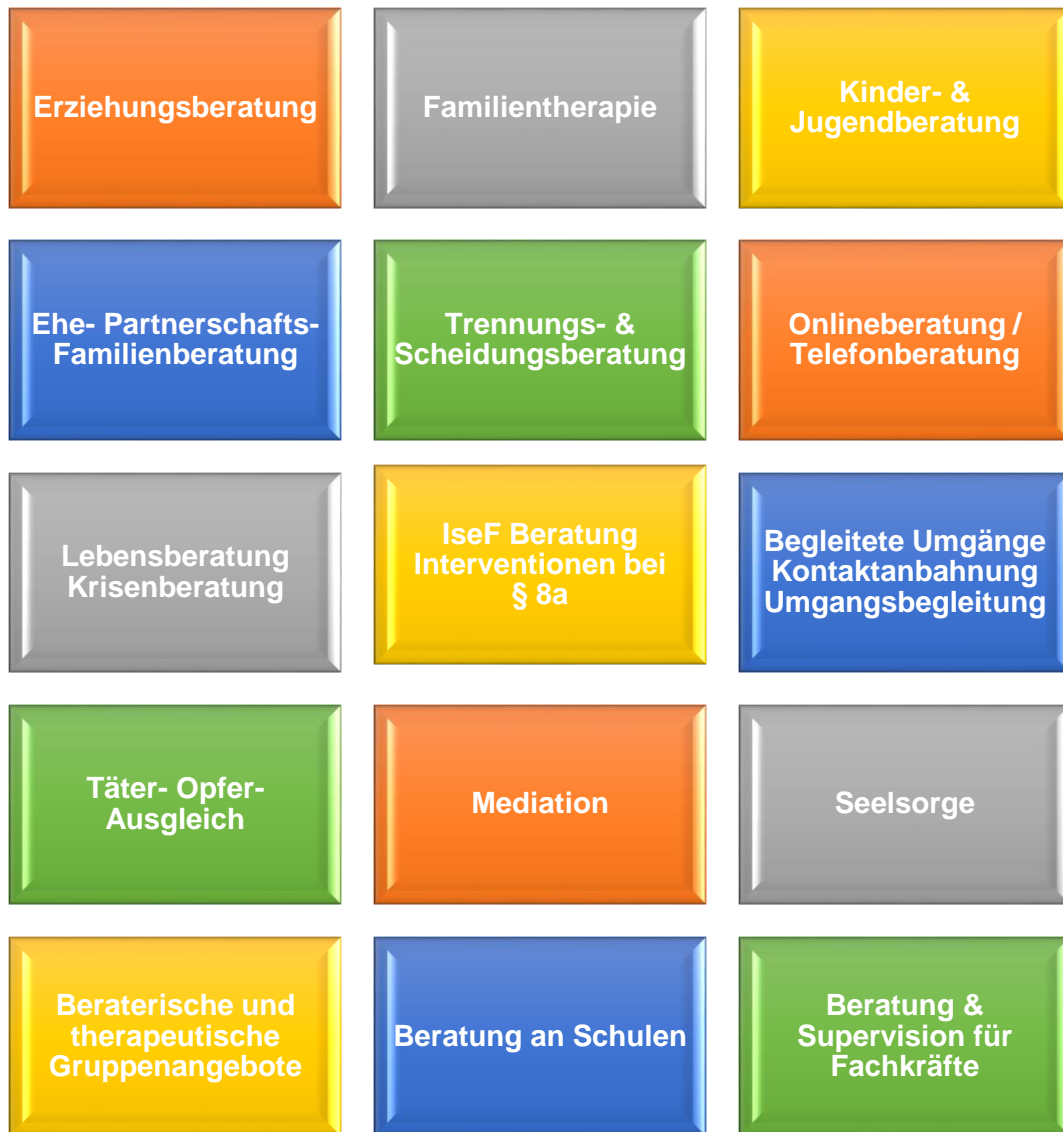 Erziehungsberatung
Familientherapie
Kinder- &
Jugendberatung
Ehe- Partnerschafts-
Familienberatung
Trennungs- &
Scheidungsberatung
Onlineberatung /
Telefonberatung
Lebensberatung
Krisenberatung
IseF Beratung
Interventionen bei
§ 8a
Begleitete Umgänge
Kontaktanbahnung
Umgangsbegleitung
Täter- Opfer-
Ausgleich
Mediation
Seelsorge
Beraterische und
therapeutische
Gruppenangebote
Beratung an Schulen
Beratung &
Supervision für
Fachkräfte